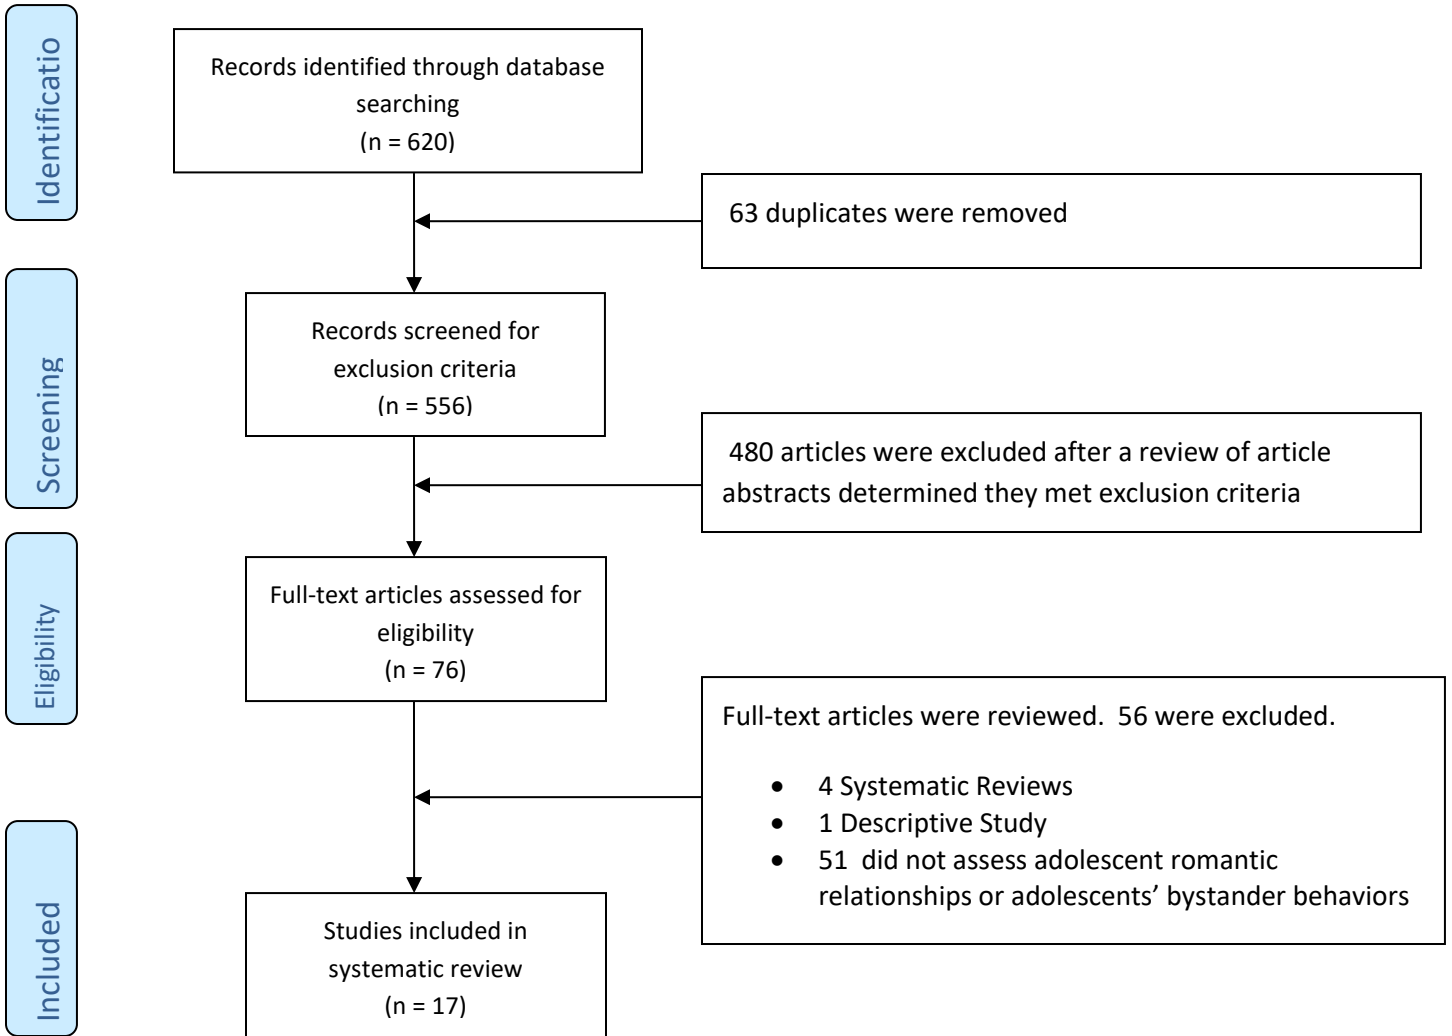 Identificatio
Records identified through database
searching
(n = 620)
63 duplicates were removed
Screening
Records screened for
exclusion criteria
(n = 556)
480 articles were excluded after a review of article
abstracts determined they met exclusion criteria
Eligibility
Full-text articles assessed for
eligibility
(n = 76)
Full-text articles were reviewed.  56 were excluded.
• 4 Systematic Reviews
• 1 Descriptive Study
• 51  did not assess adolescent romantic
relationships or adolescents’ bystander behaviors
Included
Studies included in
systematic review
(n = 17)